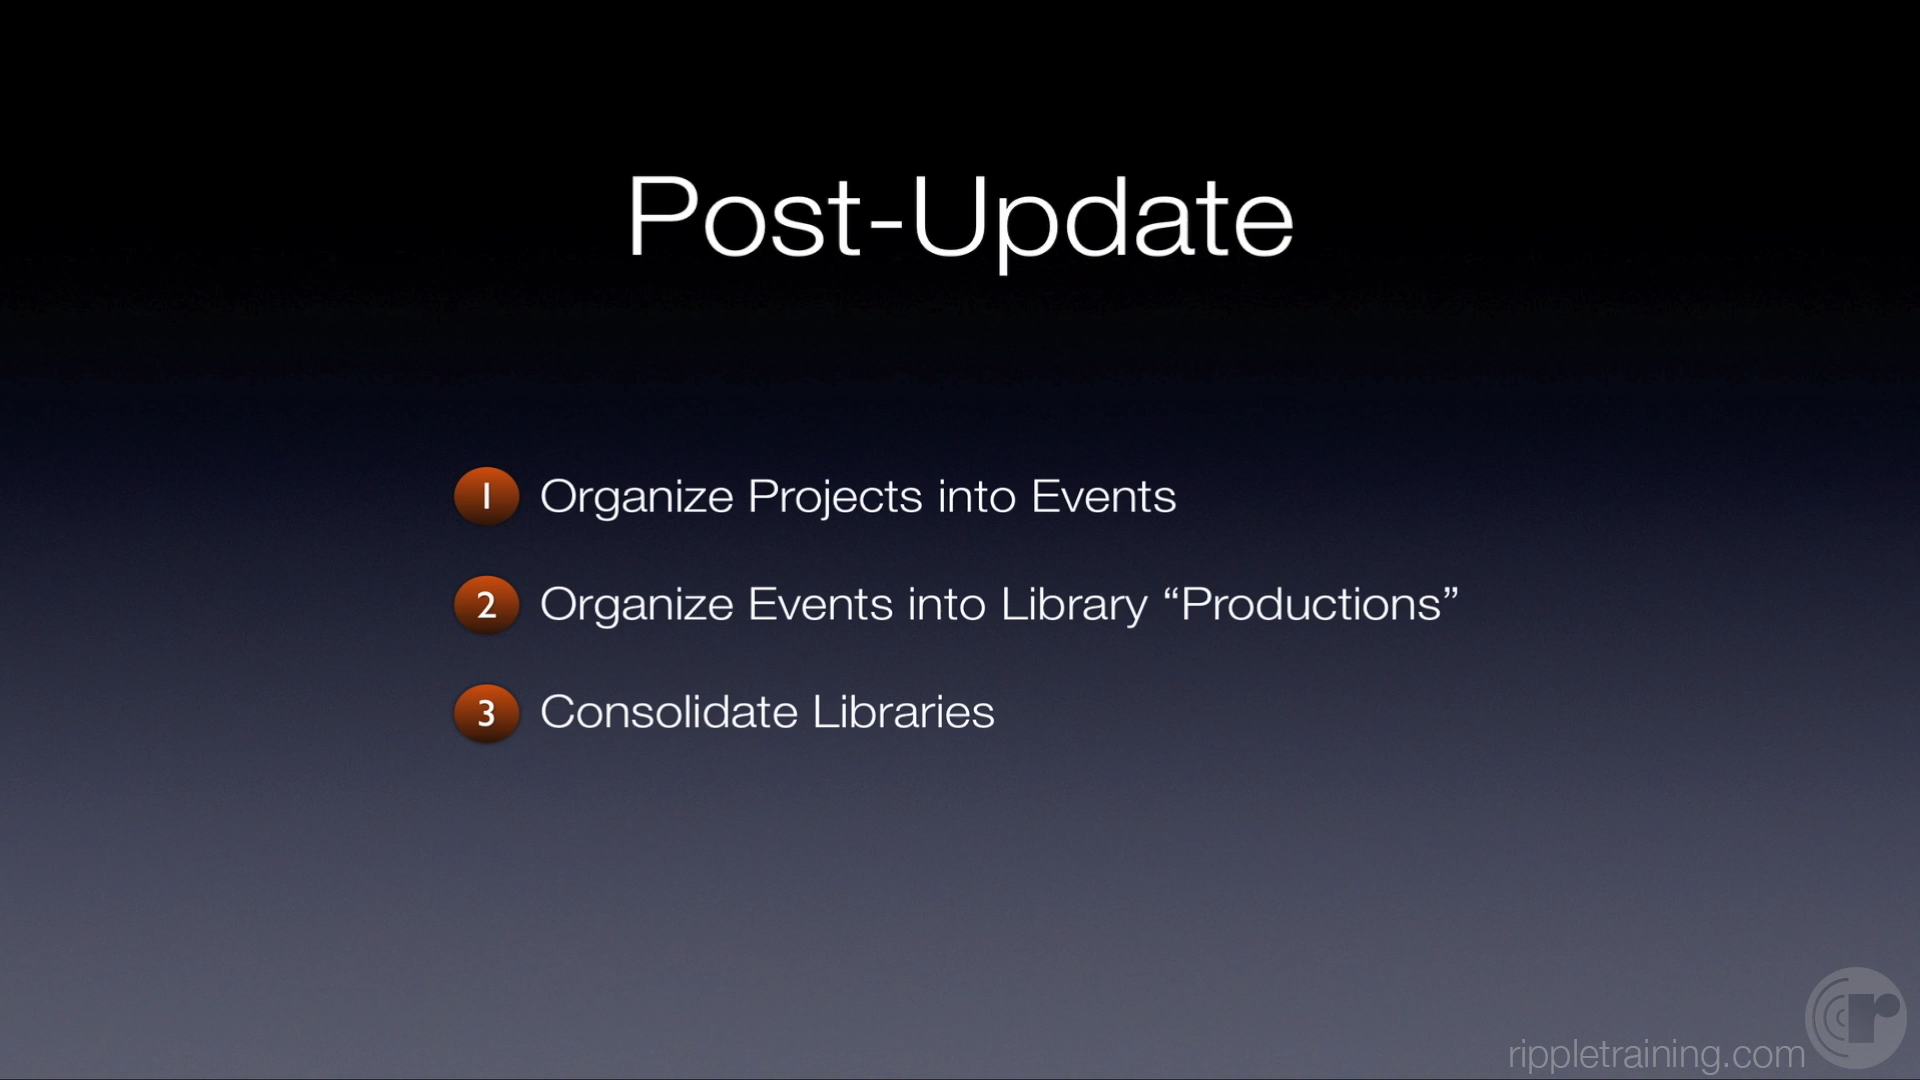 Post-Update
1 Organize Projects into Events
2 Organize Events into Library “Productions”
3 Consolidate Libraries
rippletraining.com